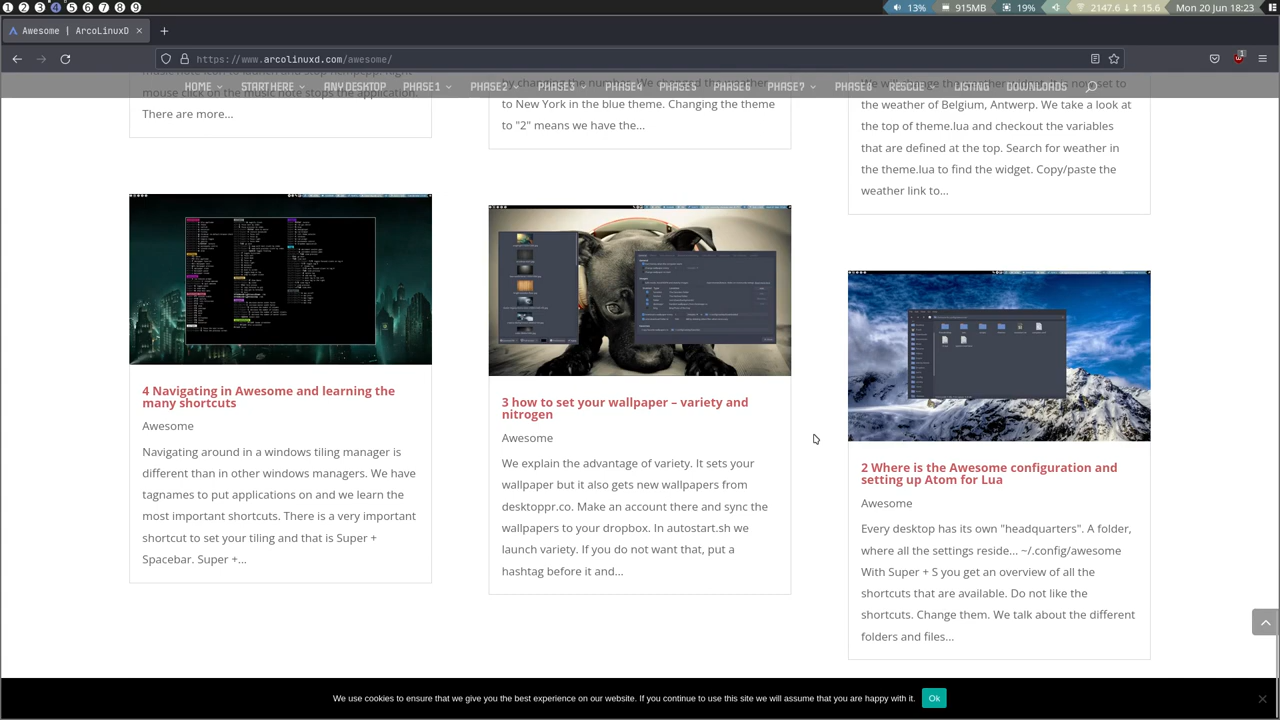 1 2 3 4 5 6 7 8 9
13% 915MB 19% 2147.6 15.6 Mon 20 Jun 18:23
Awesome | ArcoLinuxD
https://www.arcolinuxd.com/awesome/
1
HOME START HERE ANY DESKTOP PHASE1 PHASE2 PHASE3 PHASE4 PHASE5 PHASE6 PHASE7 PHASE8 RESCUE LISTING DOWNLOADS
mouse click on the music note stops the application.
There are more...
to New York in the blue theme. Changing the theme
to "2" means we have the...
the weather of Belgium, Antwerp. We take a look at
the top of theme.lua and checkout the variables
that are defined at the top. Search for weather in
the theme.lua to find the widget. Copy/paste the
weather link to...
4 Navigating in Awesome and learning the
many shortcuts
Awesome
Navigating around in a windows tiling manager is
different than in other windows managers. We have
tagnames to put applications on and we learn the
most important shortcuts. There is a very important
shortcut to set your tiling and that is Super +
Spacebar. Super +...
3 how to set your wallpaper – variety and
nitrogen
Awesome
We explain the advantage of variety. It sets your
wallpaper but it also gets new wallpapers from
desktoppr.co. Make an account there and sync the
wallpapers to your dropbox. In autostart.sh we
launch variety. If you do not want that, put a
hashtag before it and...
2 Where is the Awesome configuration and
setting up Atom for Lua
Awesome
Every desktop has its own "headquarters". A folder,
where all the settings reside... ~/.config/awesome
With Super + S you get an overview of all the
shortcuts that are available. Do not like the
shortcuts. Change them. We talk about the different
folders and files...
We use cookies to ensure that we give you the best experience on our website. If you continue to use this site we will assume that you are happy with it. Ok